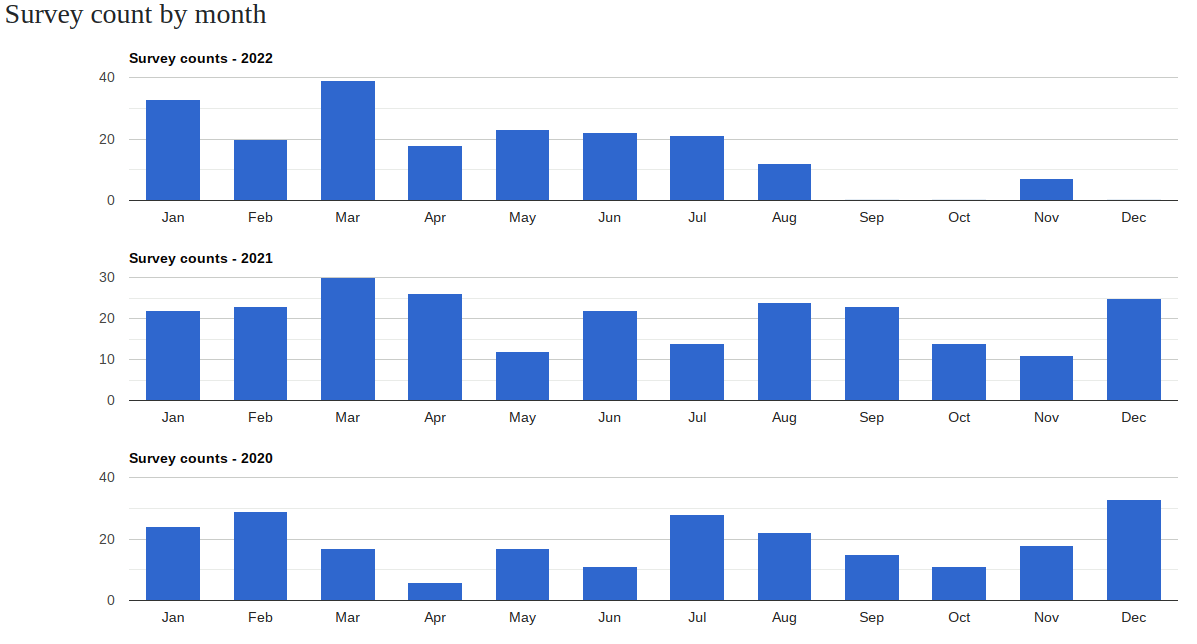 Survey count by month
Survey counts - 2022
40
20
0
Jan Feb Mar Apr May Jun Jul Aug Sep Oct Nov Dec
Survey counts - 2021
30
20
10
0
Jan Feb Mar Apr May Jun Jul Aug Sep Oct Nov Dec
Survey counts - 2020
40
20
0
Jan Feb Mar Apr May Jun Jul Aug Sep Oct Nov Dec